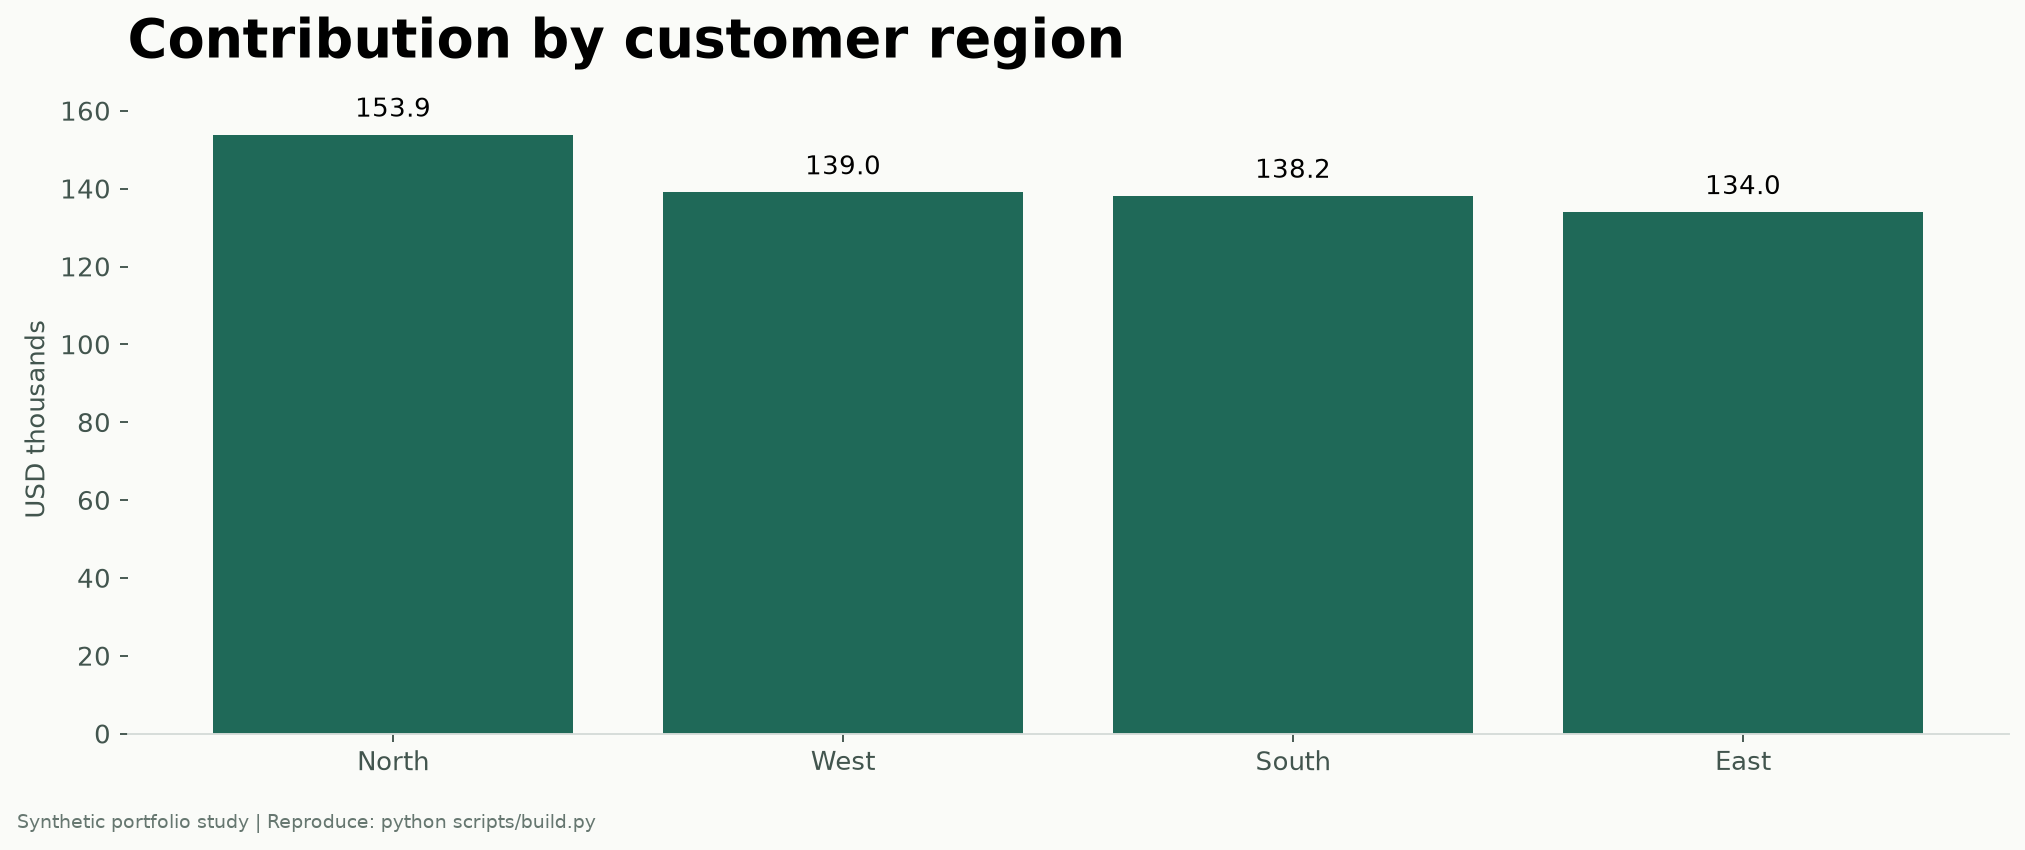 Contribution by customer region
160
140
120
100
80
60
40
20
0
USD thousands
153.9
139.0
138.2
134.0
North
West
South
East
Synthetic portfolio study | Reproduce: python scripts/build.py